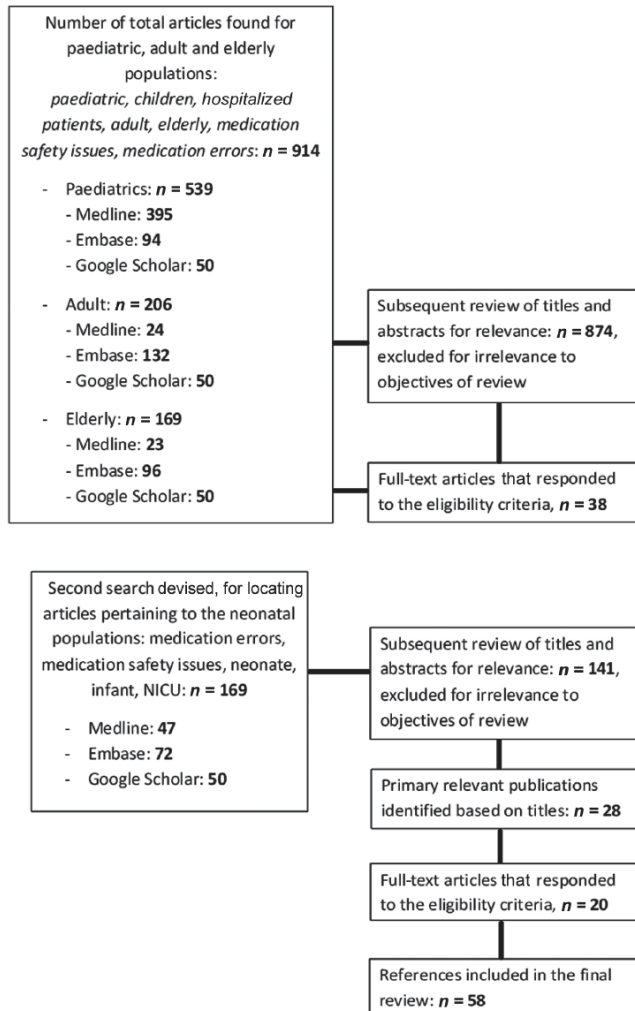 Number of total articles found for
paediatric, adult and elderly
populations:
paediatric, children, hospitalized
patients, adult, elderly, medication
safety issues, medication errors: n = 914
- Paediatrics: n = 539
- Medline: 395
- Embase: 94
- Google Scholar: 50
- Adult: n = 206
- Medline: 24
- Embase: 132
- Google Scholar: 50
- Elderly: n = 169
- Medline: 23
- Embase: 96
- Google Scholar: 50
Subsequent review of titles and
abstracts for relevance: n = 874,
excluded for irrelevance to
objectives of review
Full-text articles that responded
to the eligibility criteria, n = 38
Second search devised, for locating
articles pertaining to the neonatal
populations: medication errors,
medication safety issues, neonate,
infant, NICU: n = 169
- Medline: 47
- Embase: 72
- Google Scholar: 50
Subsequent review of titles and
abstracts for relevance: n = 141,
excluded for irrelevance to
objectives of review
Primary relevant publications
identified based on titles: n = 28
Full-text articles that responded
to the eligibility criteria, n = 20
References included in the final
review: n = 58